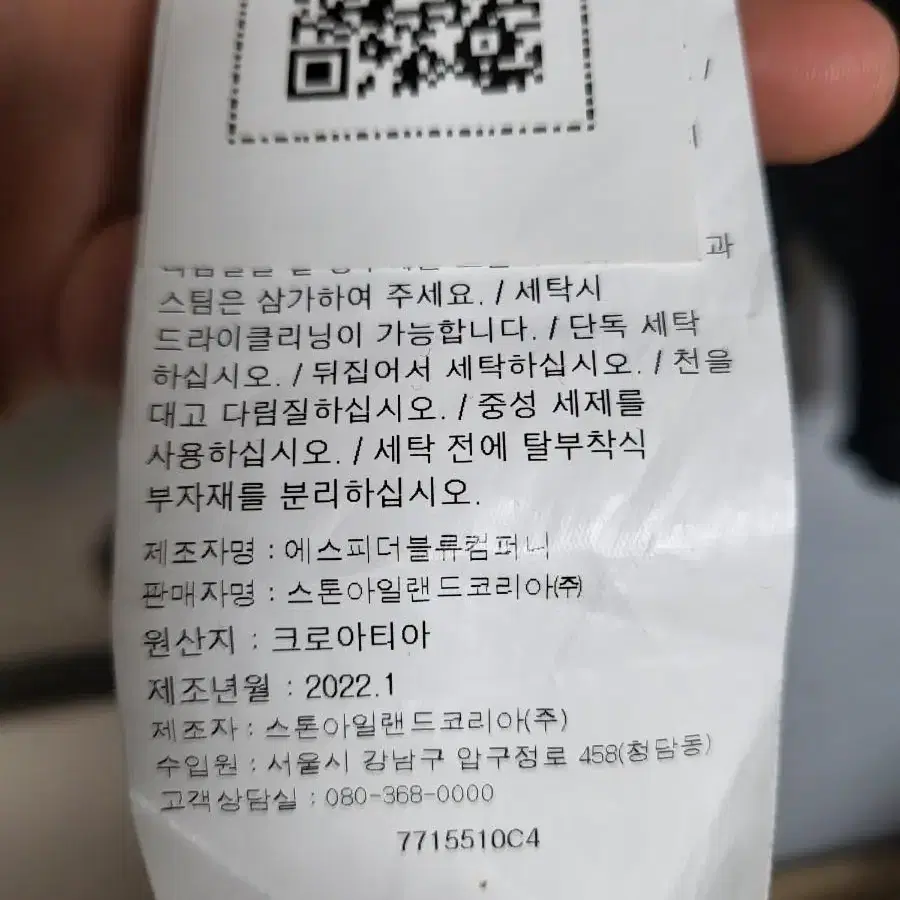 과
스팀은 삼가하여 주세요. / 세탁시
드라이클리닝이 가능합니다. / 단독 세탁
하십시오. / 뒤집어서 세탁하십시오. / 천을
대고 다림질하십시오. / 중성 세제를
사용하십시오. / 세탁 전에 탈부착식
부자재를 분리하십시오.
제조자명 : 에스피더블류컴퍼니
판매자명 : 스톤아일랜드코리아(주)
원산지 : 크로아티아
제조년월 : 2022.1
제조자 : 스톤아일랜드코리아(주)
수입원 : 서울시 강남구 압구정로 458(청담동)
고객상담실 : 080-368-0000
7715510C4